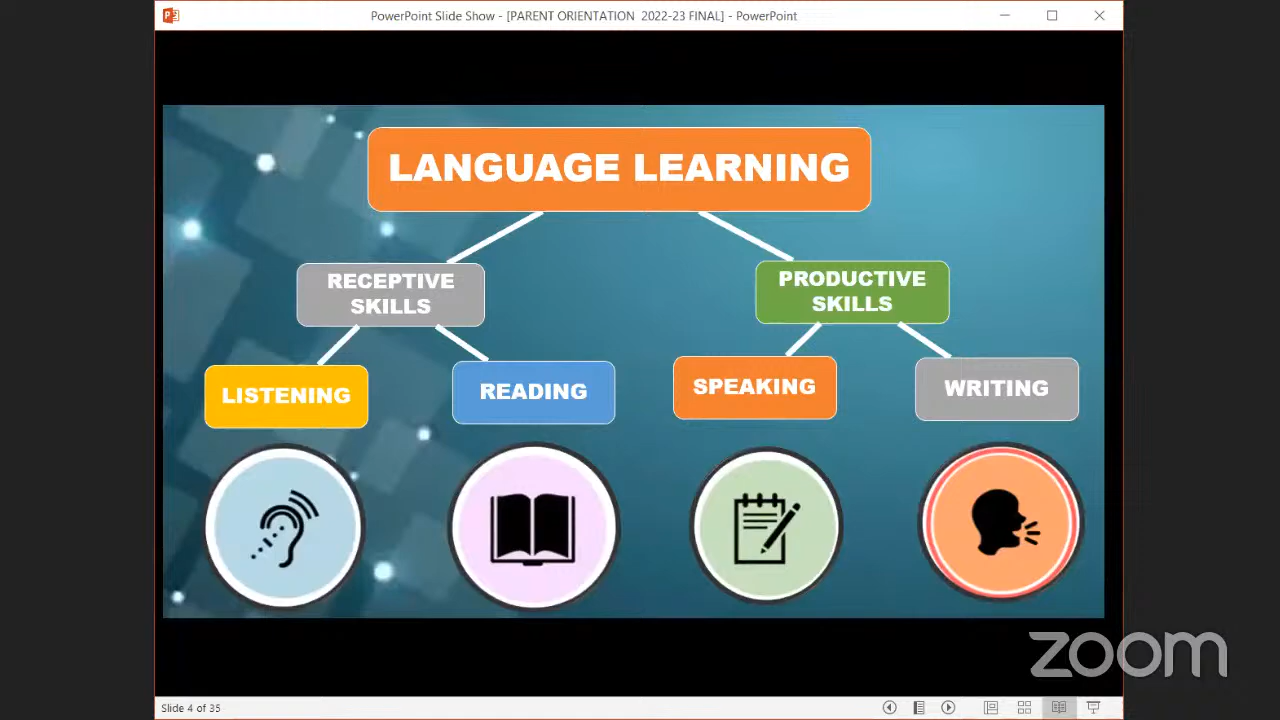 PowerPoint Slide Show - [PARENT ORIENTATION 2022-23 FINAL] - PowerPoint
LANGUAGE LEARNING
RECEPTIVE
SKILLS
PRODUCTIVE
SKILLS
LISTENING
READING
SPEAKING
WRITING
zoom
Slide 4 of 35